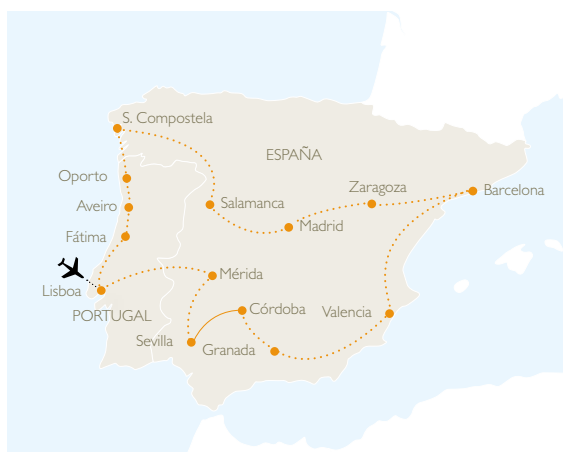 S. Compostela
ESPAÑA
Oporto
Zaragoza
Barcelona
Aveiro
Salamanca
Madrid
Fátima
Mérida
Lisboa
PORTUGAL
Córdoba
Valencia
Sevilla
Granada